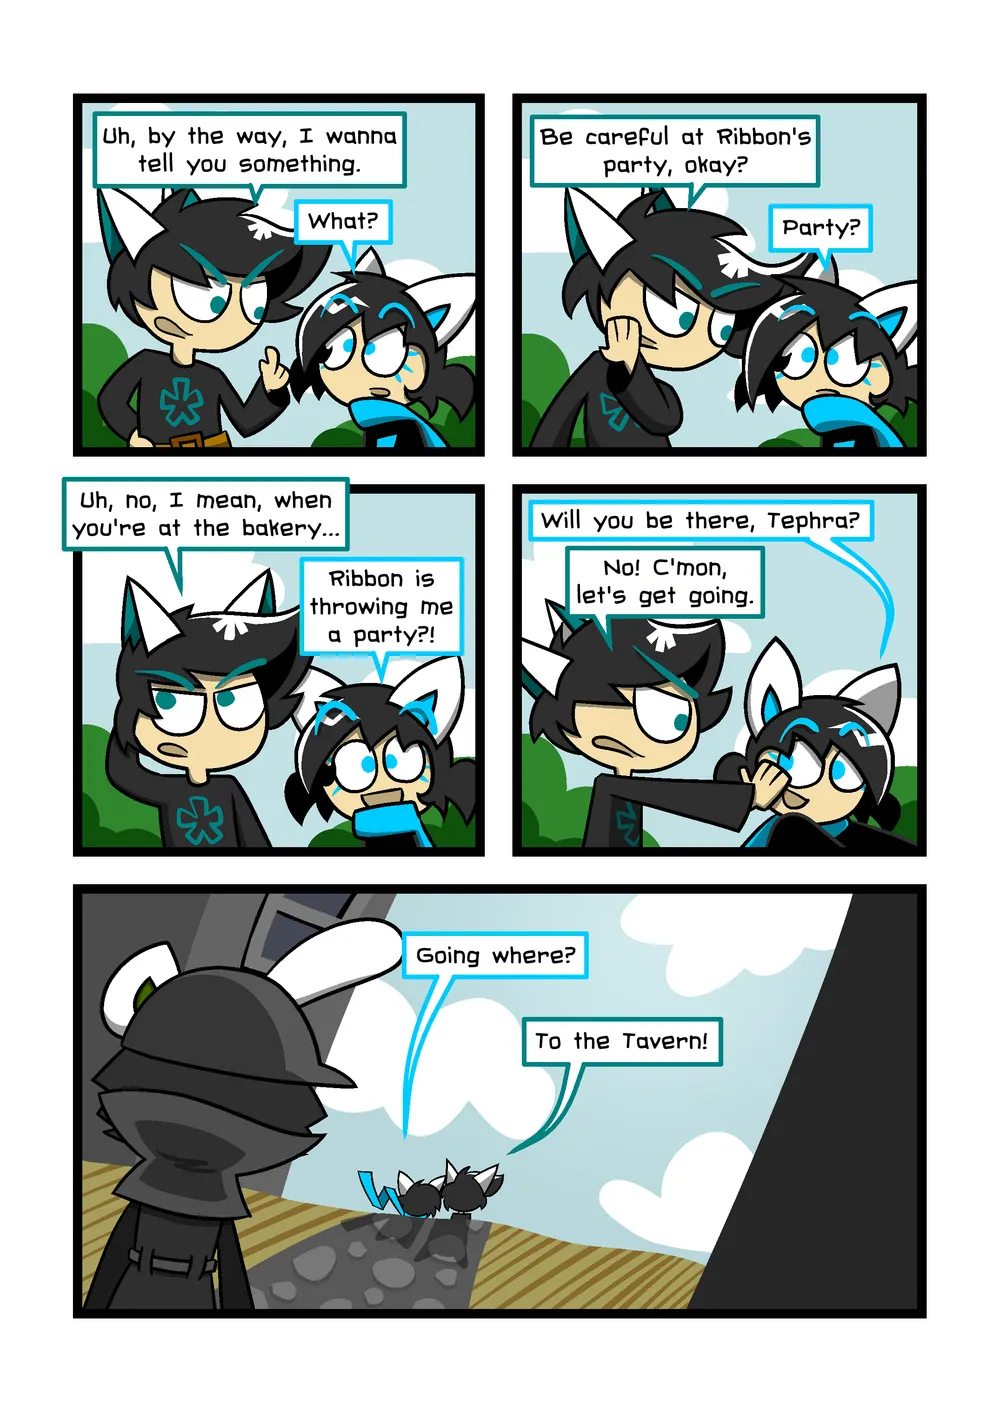 Uh, by the way, I wanna
tell you something.
What?
Be careful at Ribbon's
party, okay?
Party?
Uh, no, I mean, when
you're at the bakery...
Ribbon is
throwing me
a party?!
Will you be there, Tephra?
No! C'mon,
let's get going.
Going where?
To the Tavern!